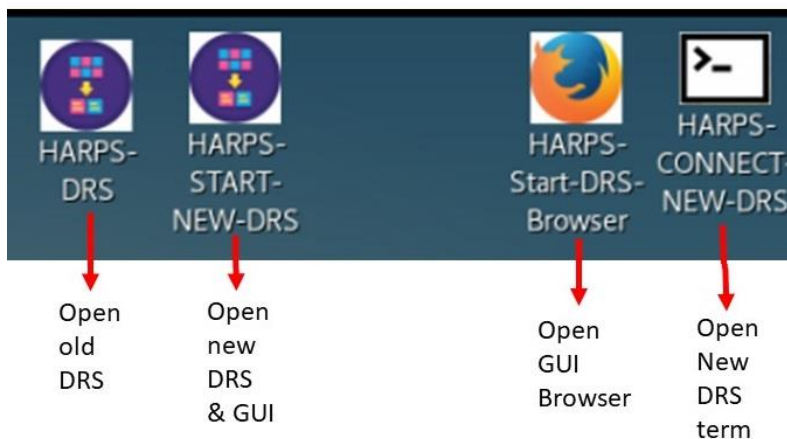 HARPS-
DRS
HARPS-
START-
NEW-DRS
HARPS-
Start-DRS-
Browser
>_
HARPS-
CONNECT-
NEW-DRS
Open
old
DRS
Open
new
DRS
& GUI
Open
GUI
Browser
Open
New
DRS
term